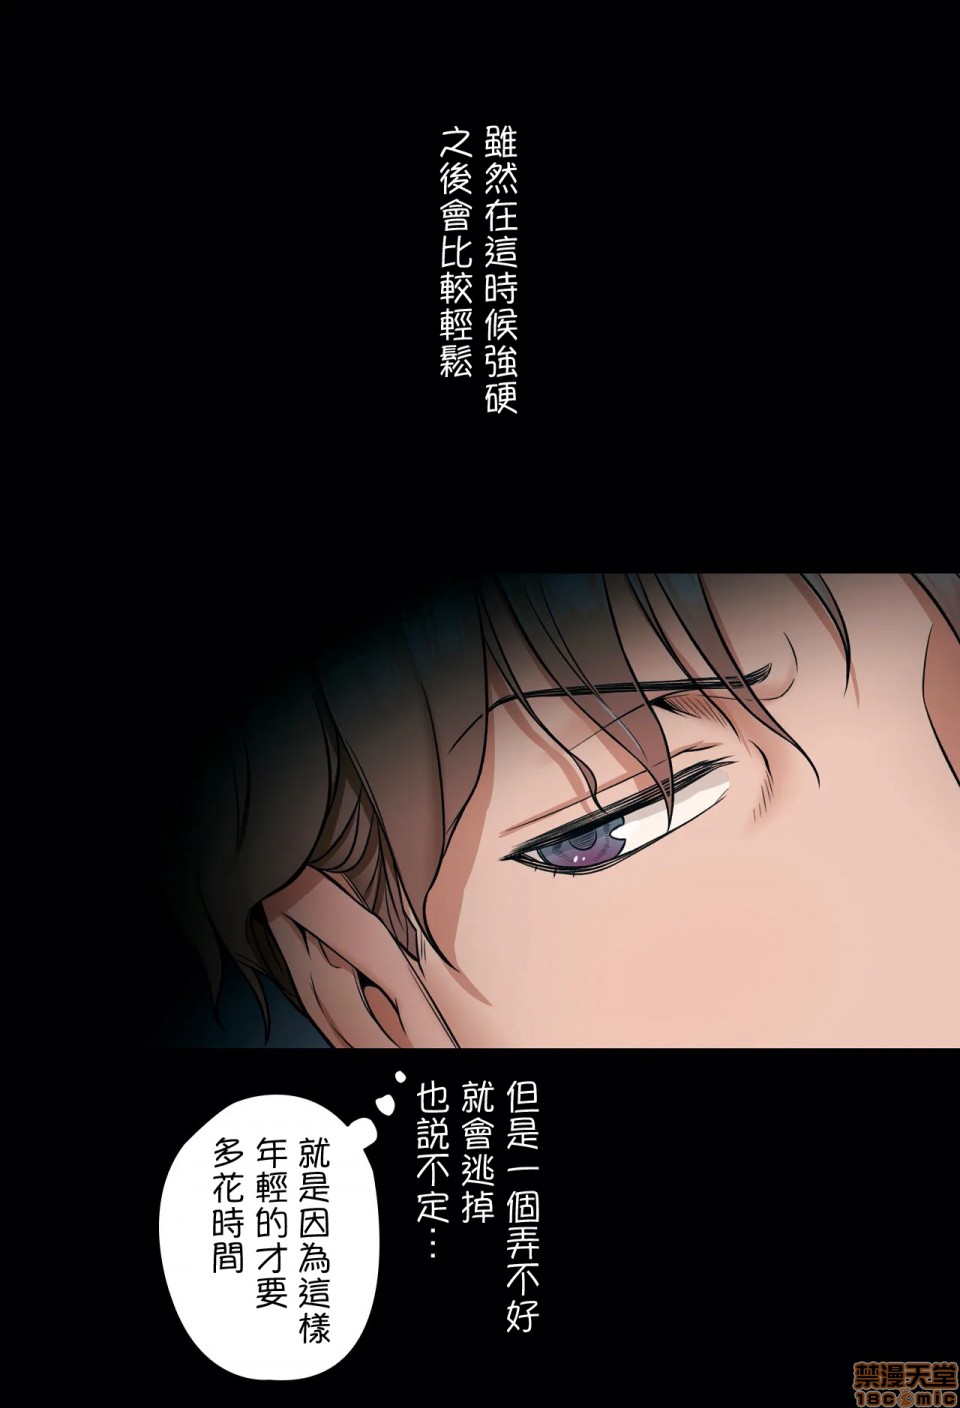 雖然在這時候強硬
之後會比較輕鬆
但是一個弄不好
就會逃掉
也說不定…
就是因為這樣
年輕的才要
多花時間
禁漫天堂
18comic